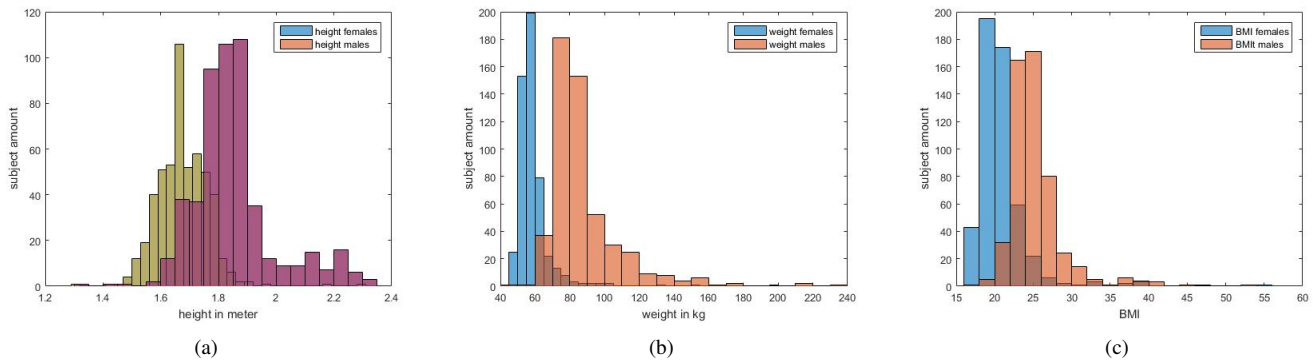 120
100
80
60
40
20
0
1.2 1.4 1.6 1.8 2 2.2 2.4
subject amount
height in meter
height females
height males
(a)
200
180
160
140
120
100
80
60
40
20
0
40 60 80 100 120 140 160 180 200 220 240
subject amount
weight in kg
weight females
weight males
(b)
200
180
160
140
120
100
80
60
40
20
0
15 20 25 30 35 40 45 50 55 60
subject amount
BMI
BMI females
BMIt males
(c)